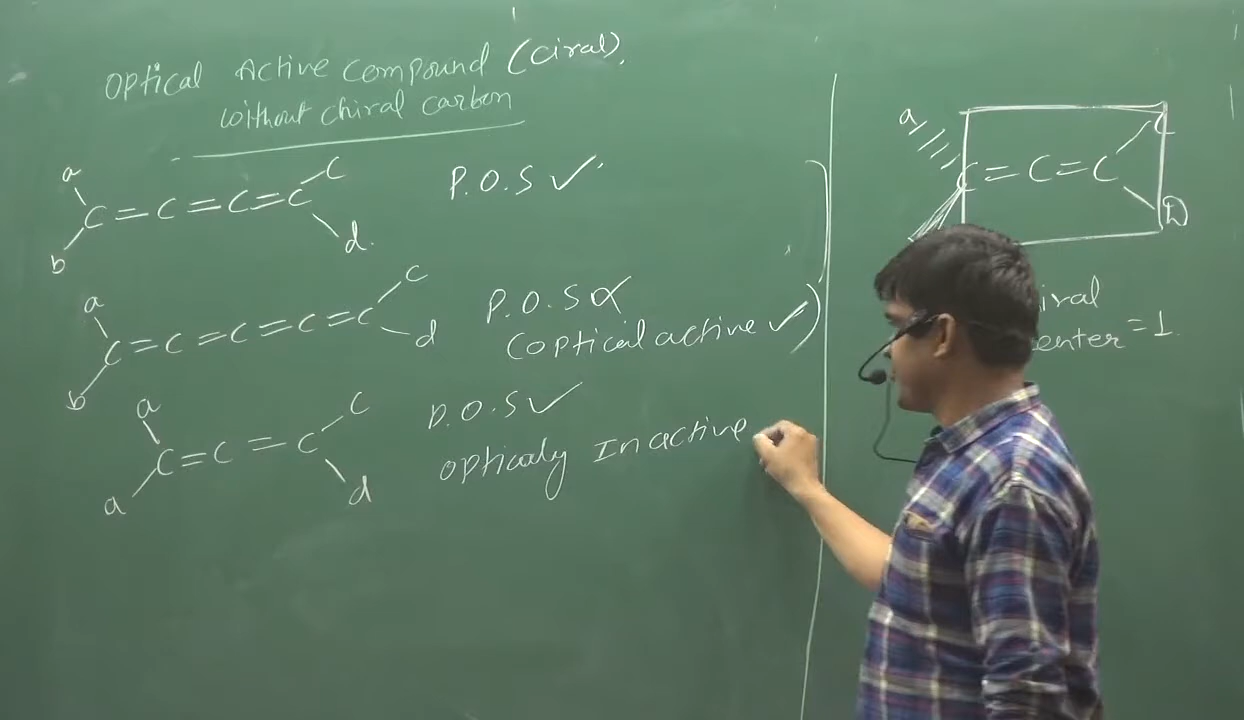 Optical Active Compound (Ciral),
without chiral carbon
a
C
C = C = C = C
b
d.
P.O.S ✓
a
C
C = C = C = C = C
b
d
P.O.S ×
(optical active ✓)
a
C
C = C = C
a
d
P.O.S ✓
Optically Inactive
a
C
C = C = C
D
iral
enter = 1.